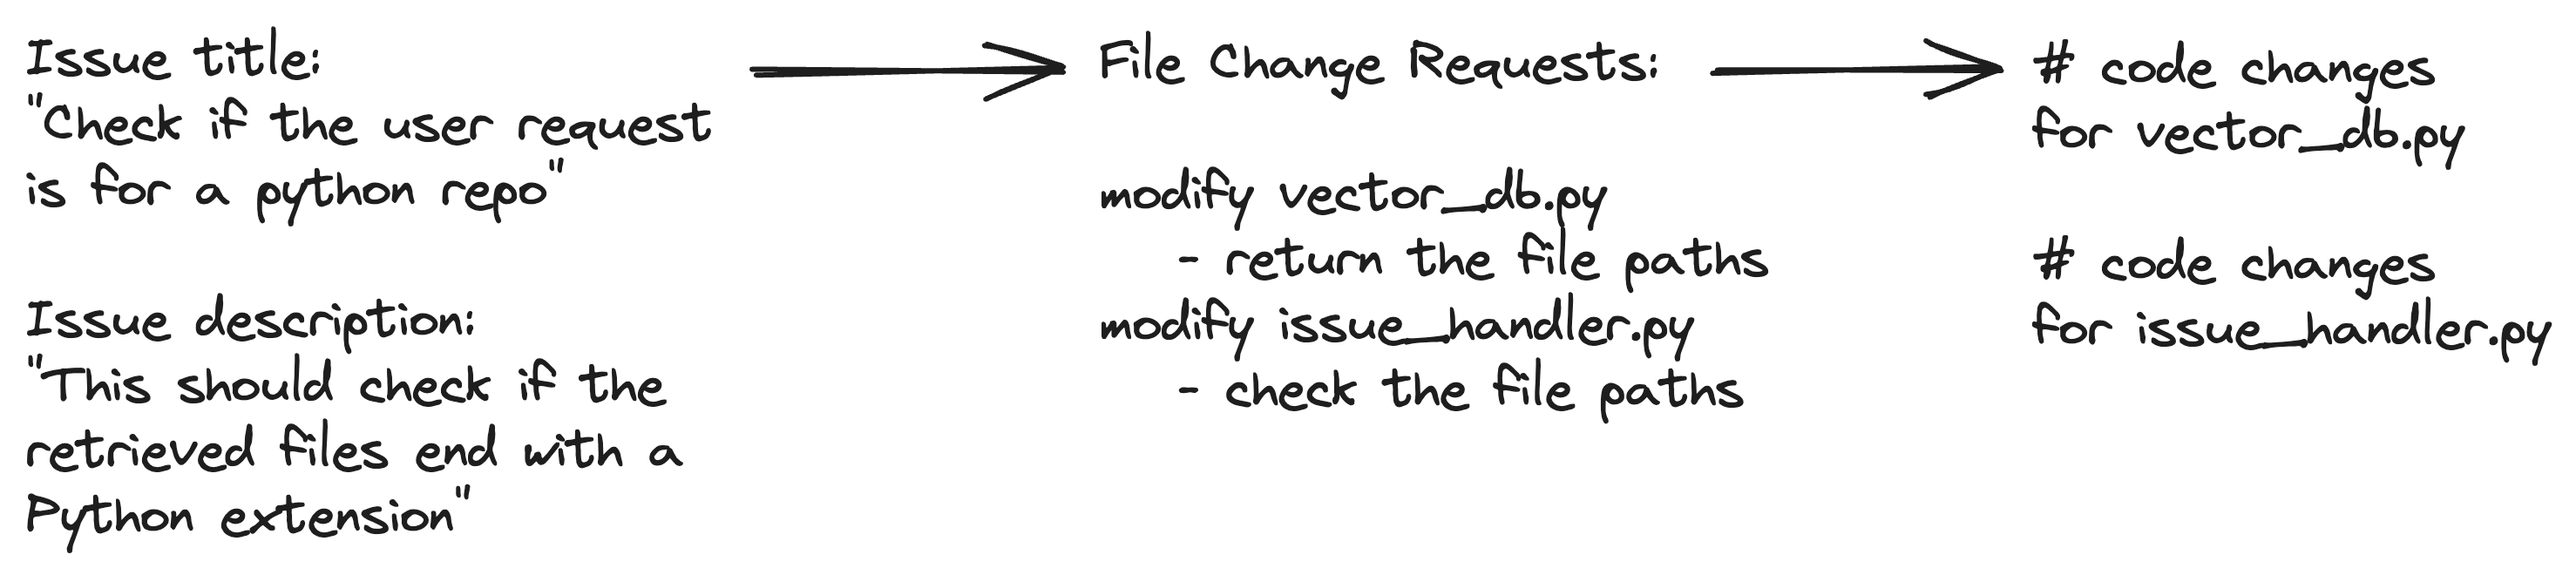 Issue title:
"Check if the user request
is for a python repo"
Issue description:
"This should check if the
retrieved files end with a
Python extension"
File Change Requests:
modify vector_db.py
- return the file paths
modify issue_handler.py
- check the file paths
# code changes
for vector_db.py
# code changes
for issue_handler.py